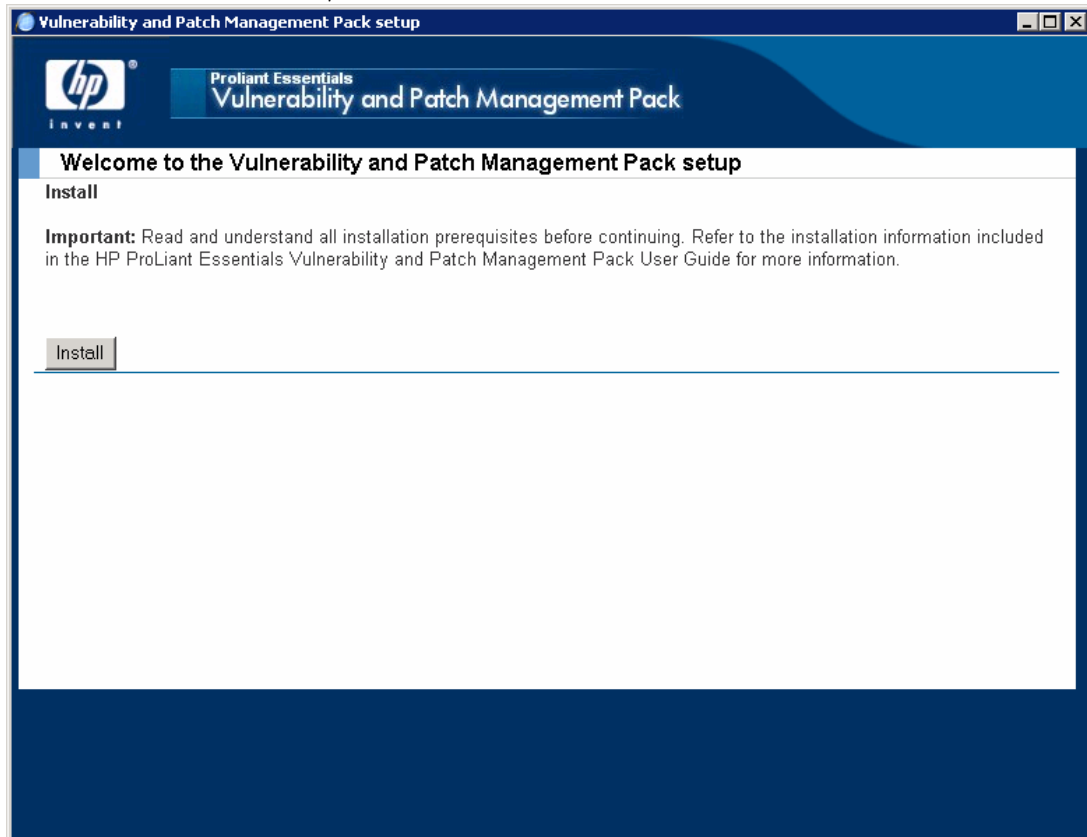 Vulnerability and Patch Management Pack setup
hp
®
invent
Proliant Essentials
Vulnerability and Patch Management Pack
Welcome to the Vulnerability and Patch Management Pack setup
Install
Important: Read and understand all installation prerequisites before continuing. Refer to the installation information included
in the HP ProLiant Essentials Vulnerability and Patch Management Pack User Guide for more information.
Install